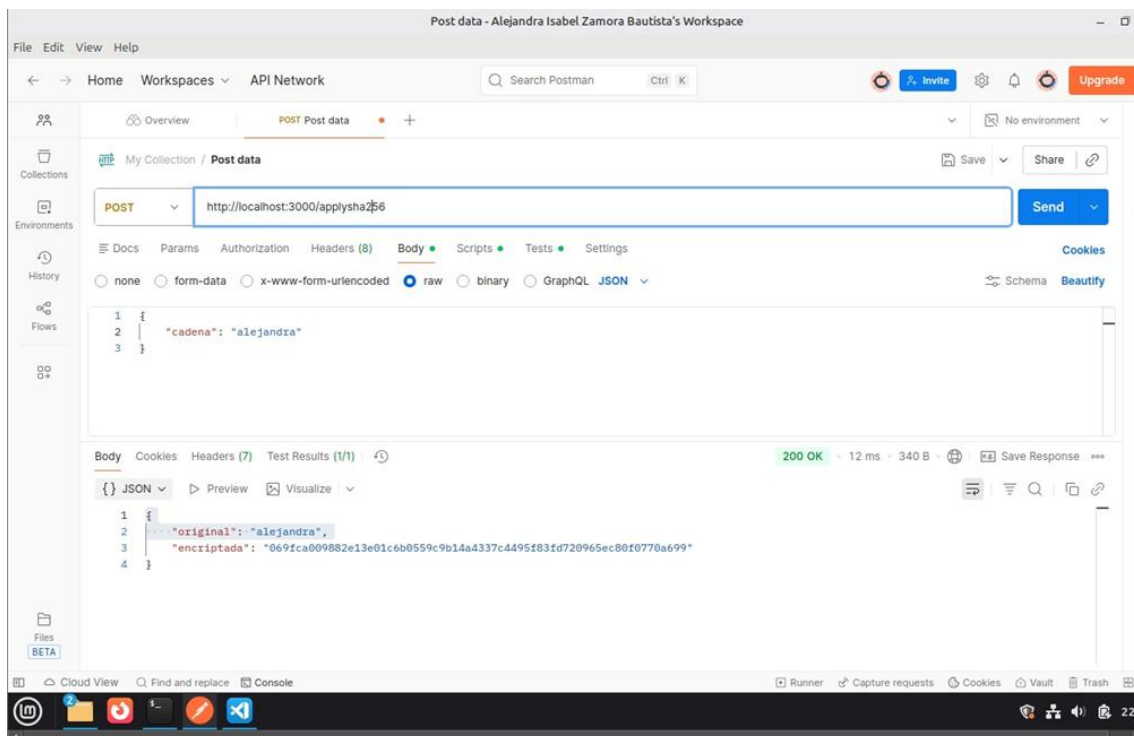 Post data - Alejandra Isabel Zamora Bautista's Workspace
File Edit View Help
Home Workspaces API Network Search Postman Ctrl K Invite Upgrade
Overview POST Post data No environment
HTTP My Collection / Post data Save Share
Collections
POST http://localhost:3000/applysha256 Send
Environments
Docs Params Authorization Headers (8) Body Scripts Tests Settings Cookies
History
none form-data x-www-form-urlencoded raw binary GraphQL JSON Schema Beautify
Flows
1 {
2 "cadena": "alejandra"
3 }
Body Cookies Headers (7) Test Results (1/1) 200 OK 12 ms 340 B Save Response
{} JSON Preview Visualize
1 {
2 "original": "alejandra",
3 "encriptada": "069fca009882e13e01c6b0559c9b14a4337c4495f83fd720965ec80f0770a699"
4 }
Files
BETA
Cloud View Find and replace Console Runner Capture requests Cookies Vault Trash
2 22